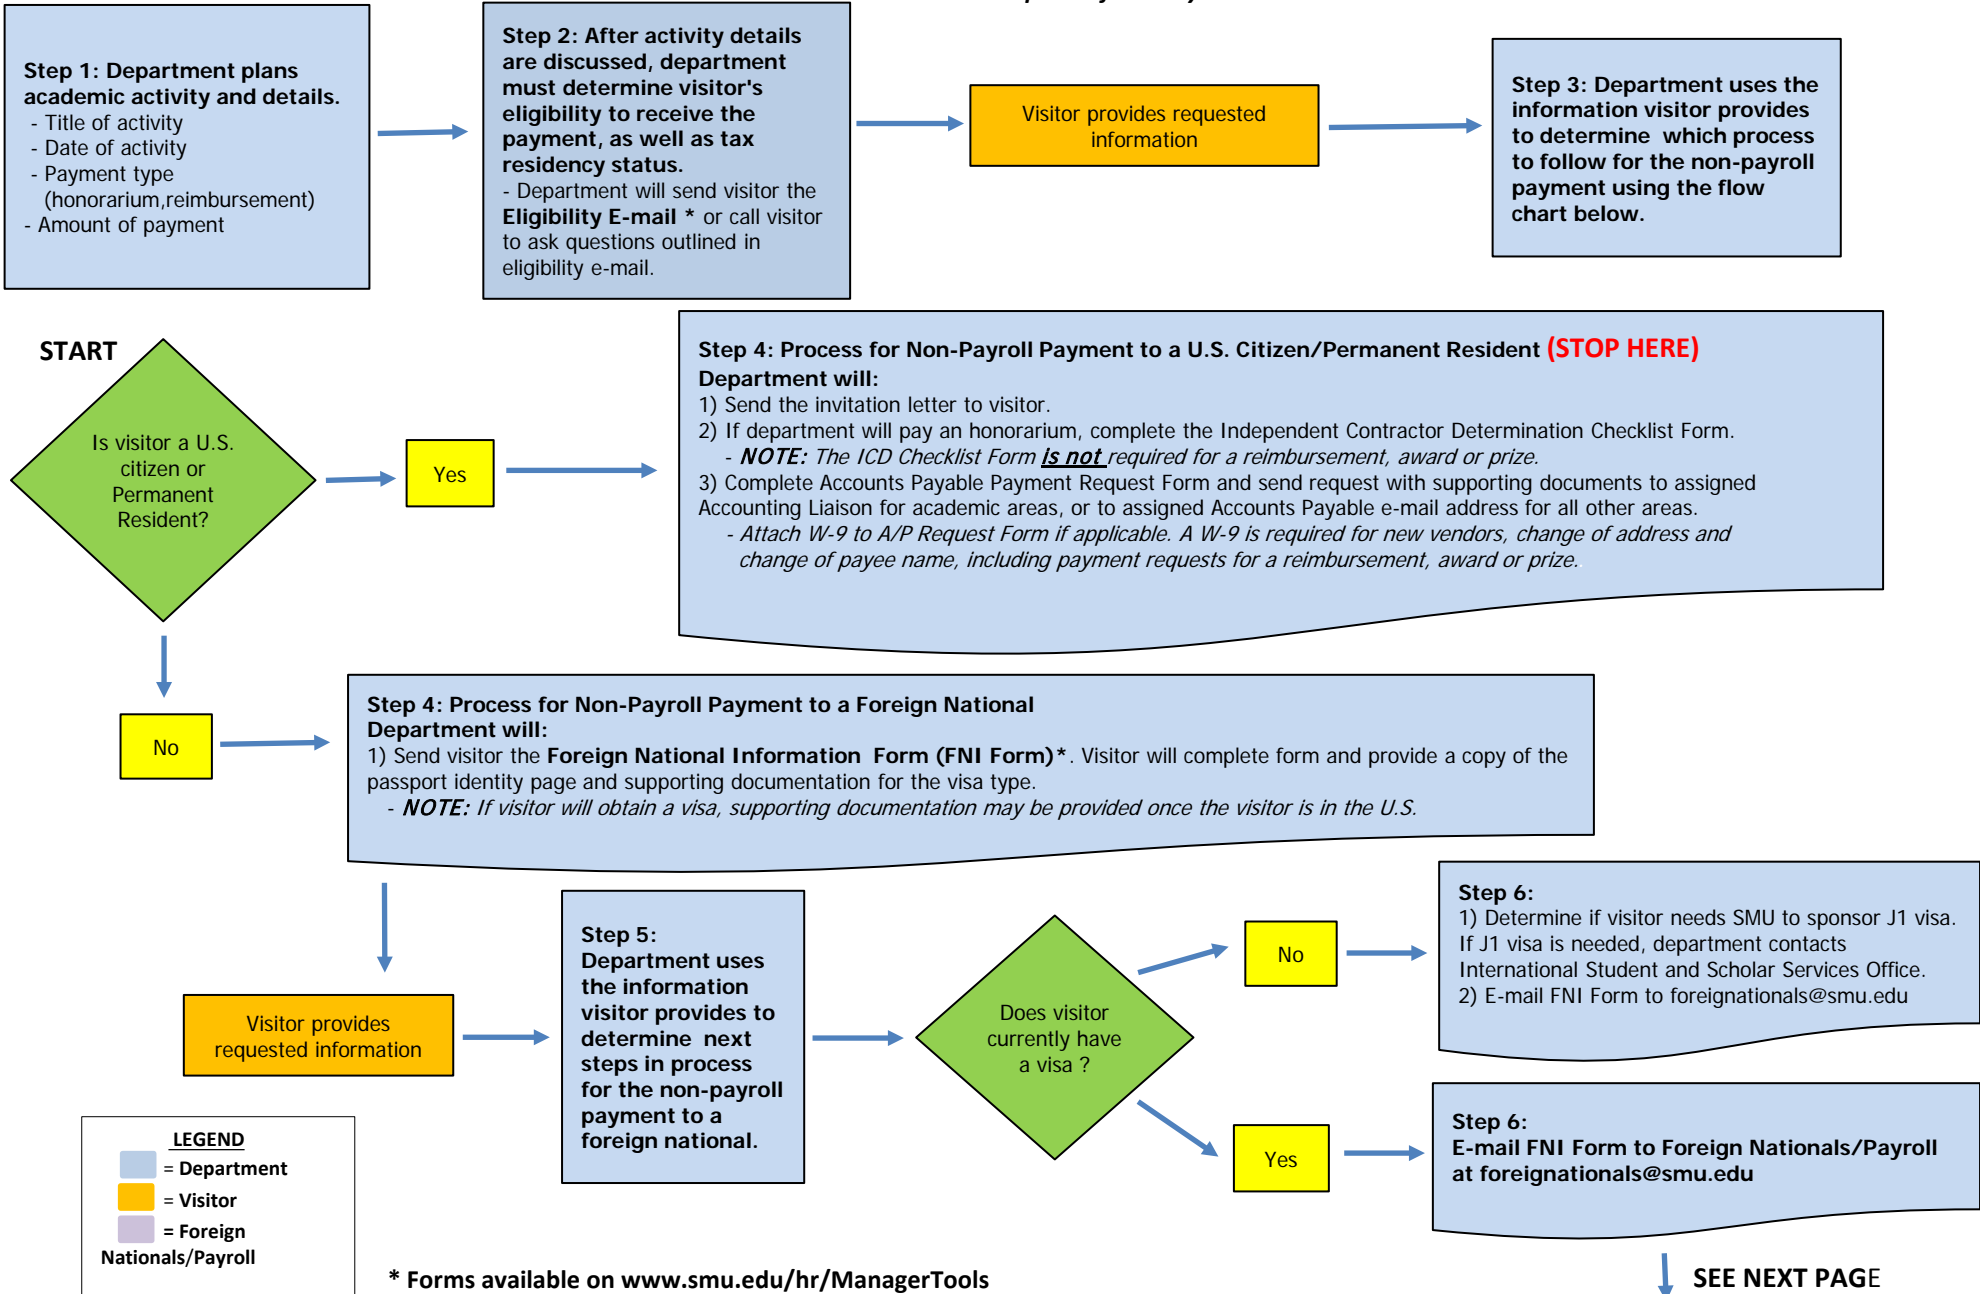 Step 1: Department plans
academic activity and details.
- Title of activity
- Date of activity
- Payment type
(honorarium,reimbursement)
- Amount of payment
Step 2: After activity details
are discussed, department
must determine visitor's
eligibility to receive the
payment, as well as tax
residency status.
- Department will send visitor the
Eligibility E-mail * or call visitor
to ask questions outlined in
eligibility e-mail.
Visitor provides requested
information
Step 3: Department uses the
information visitor provides
to determine which process
to follow for the non-payroll
payment using the flow
chart below.
START
Is visitor a U.S.
citizen or
Permanent
Resident?
Yes
Step 4: Process for Non-Payroll Payment to a U.S. Citizen/Permanent Resident (STOP HERE)
Department will:
1) Send the invitation letter to visitor.
2) If department will pay an honorarium, complete the Independent Contractor Determination Checklist Form.
- NOTE: The ICD Checklist Form is not required for a reimbursement, award or prize.
3) Complete Accounts Payable Payment Request Form and send request with supporting documents to assigned
Accounting Liaison for academic areas, or to assigned Accounts Payable e-mail address for all other areas.
- Attach W-9 to A/P Request Form if applicable. A W-9 is required for new vendors, change of address and
change of payee name, including payment requests for a reimbursement, award or prize.
No
Step 4: Process for Non-Payroll Payment to a Foreign National
Department will:
1) Send visitor the Foreign National Information Form (FNI Form)*. Visitor will complete form and provide a copy of the
passport identity page and supporting documentation for the visa type.
- NOTE: If visitor will obtain a visa, supporting documentation may be provided once the visitor is in the U.S.
Visitor provides
requested information
Step 5:
Department uses
the information
visitor provides to
determine next
steps in process
for the non-payroll
payment to a
foreign national.
Does visitor
currently have
a visa ?
No
Step 6:
1) Determine if visitor needs SMU to sponsor J1 visa.
If J1 visa is needed, department contacts
International Student and Scholar Services Office.
2) E-mail FNI Form to foreignationals@smu.edu
Yes
Step 6:
E-mail FNI Form to Foreign Nationals/Payroll
at foreignationals@smu.edu
LEGEND
= Department
= Visitor
= Foreign
Nationals/Payroll
* Forms available on www.smu.edu/hr/ManagerTools
SEE NEXT PAGE